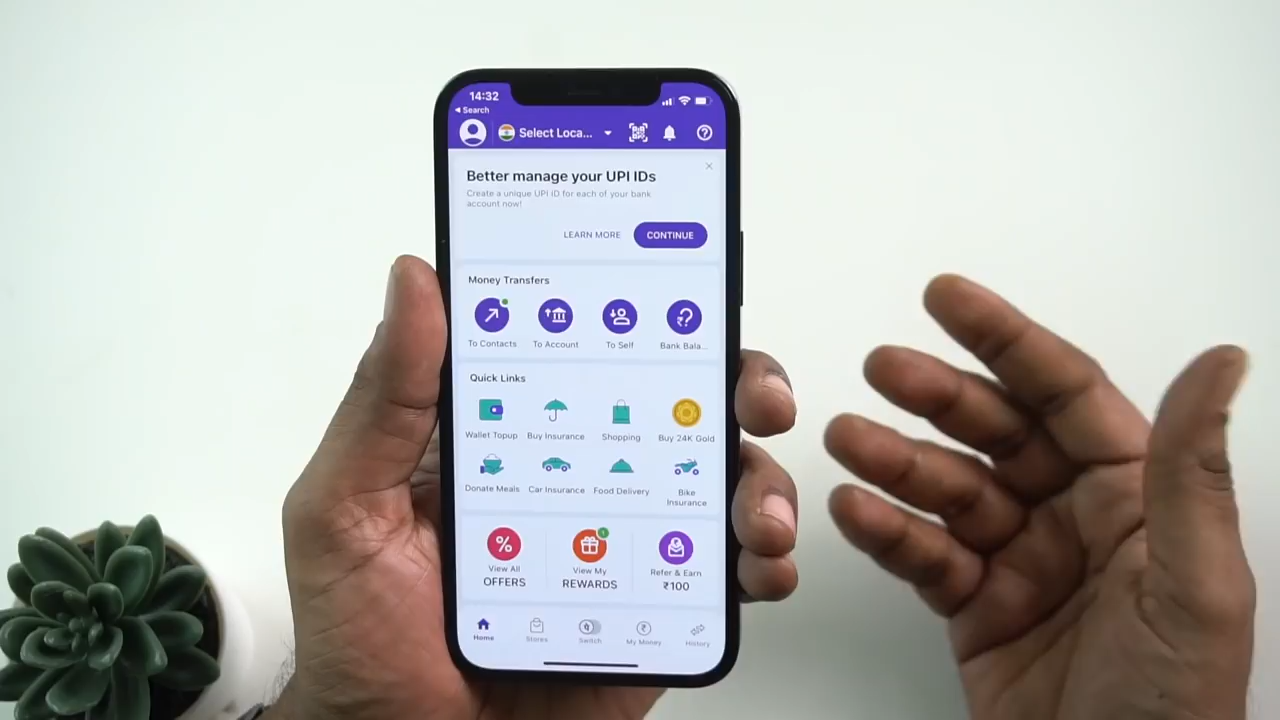 14:32
◀ Search
Select Loca...
Better manage your UPI IDs
Create a unique UPI ID for each of your bank
account now!
LEARN MORE
CONTINUE
Money Transfers
To Contacts
To Account
To Self
Bank Bala...
Quick Links
Wallet Topup
Buy Insurance
Shopping
Buy 24K Gold
Donate Meals
Car Insurance
Food Delivery
Bike
Insurance
View All
OFFERS
1
View My
REWARDS
Refer & Earn
₹100
Home
Stores
Switch
My Money
History